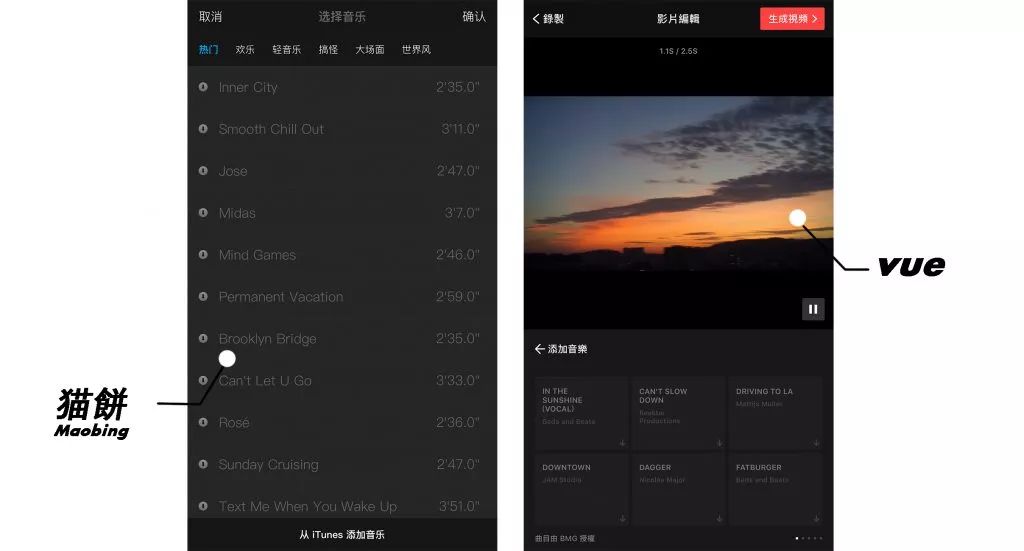 取消 选择音乐 确认
热门 欢乐 轻音乐 搞怪 大场面 世界风
Inner City 2'35.0"
Smooth Chill Out 3'11.0"
Jose 2'47.0"
Midas 3'7.0"
Mind Games 2'46.0"
Permanent Vacation 2'59.0"
Brooklyn Bridge 2'35.0"
Can't Let U Go 3'33.0"
Rosé 2'36.0"
Sunday Cruising 2'47.0"
Text Me When You Wake Up 3'51.0"
从 iTunes 添加音乐
猫餅
Maobing
錄製 影片編輯 生成視頻
1.1S / 2.5S
vue
添加音樂
IN THE
SUNSHINE
(VOCAL)
Beds and Beats
CAN'T SLOW
DOWN
Reaktor
Productions
DRIVING TO LA
Mattijs Muller
DOWNTOWN
JAM Studio
DAGGER
Nicolas Major
FATBURGER
Beds and Beats
曲目由 BMG 授權